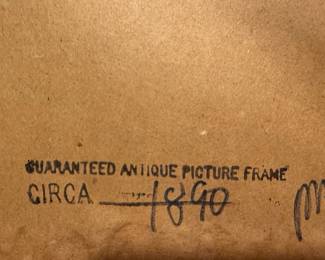 GUARANTEED ANTIQUE PICTURE FRAME
CIRCA 1890